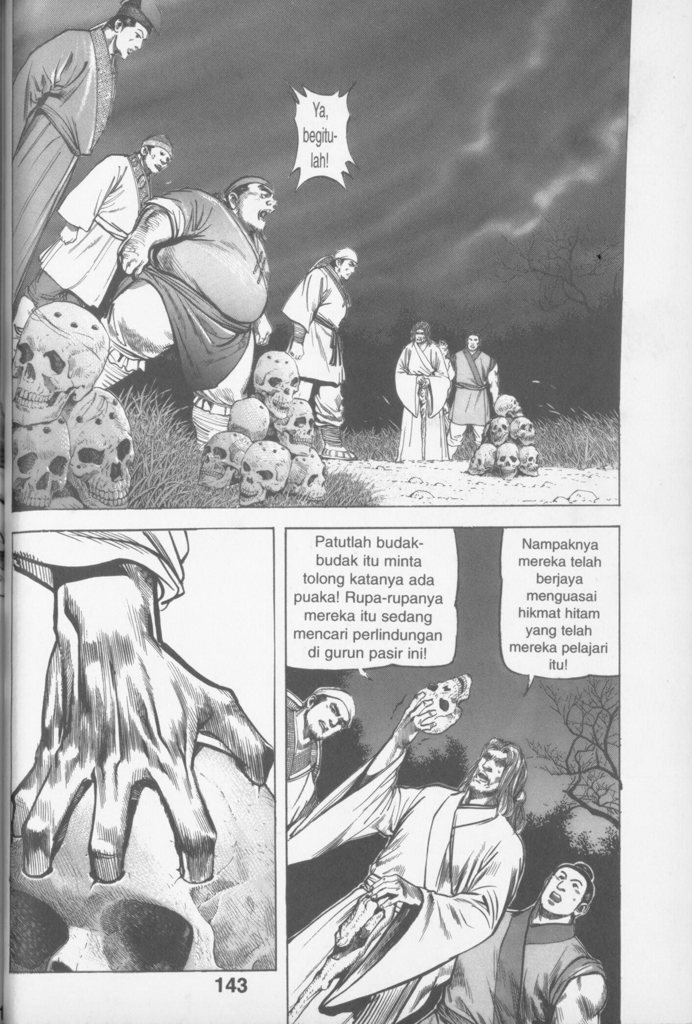 Ya,
begitu-
lah!
Nampaknya
mereka telah
berjaya
menguasai
hikmat hitam
yang telah
mereka pelajari
itu!
Patutlah budak-
budak itu minta
tolong katanya ada
puaka! Rupa-rupanya
mereka itu sedang
mencari perlindungan
di gurun pasir ini!
143